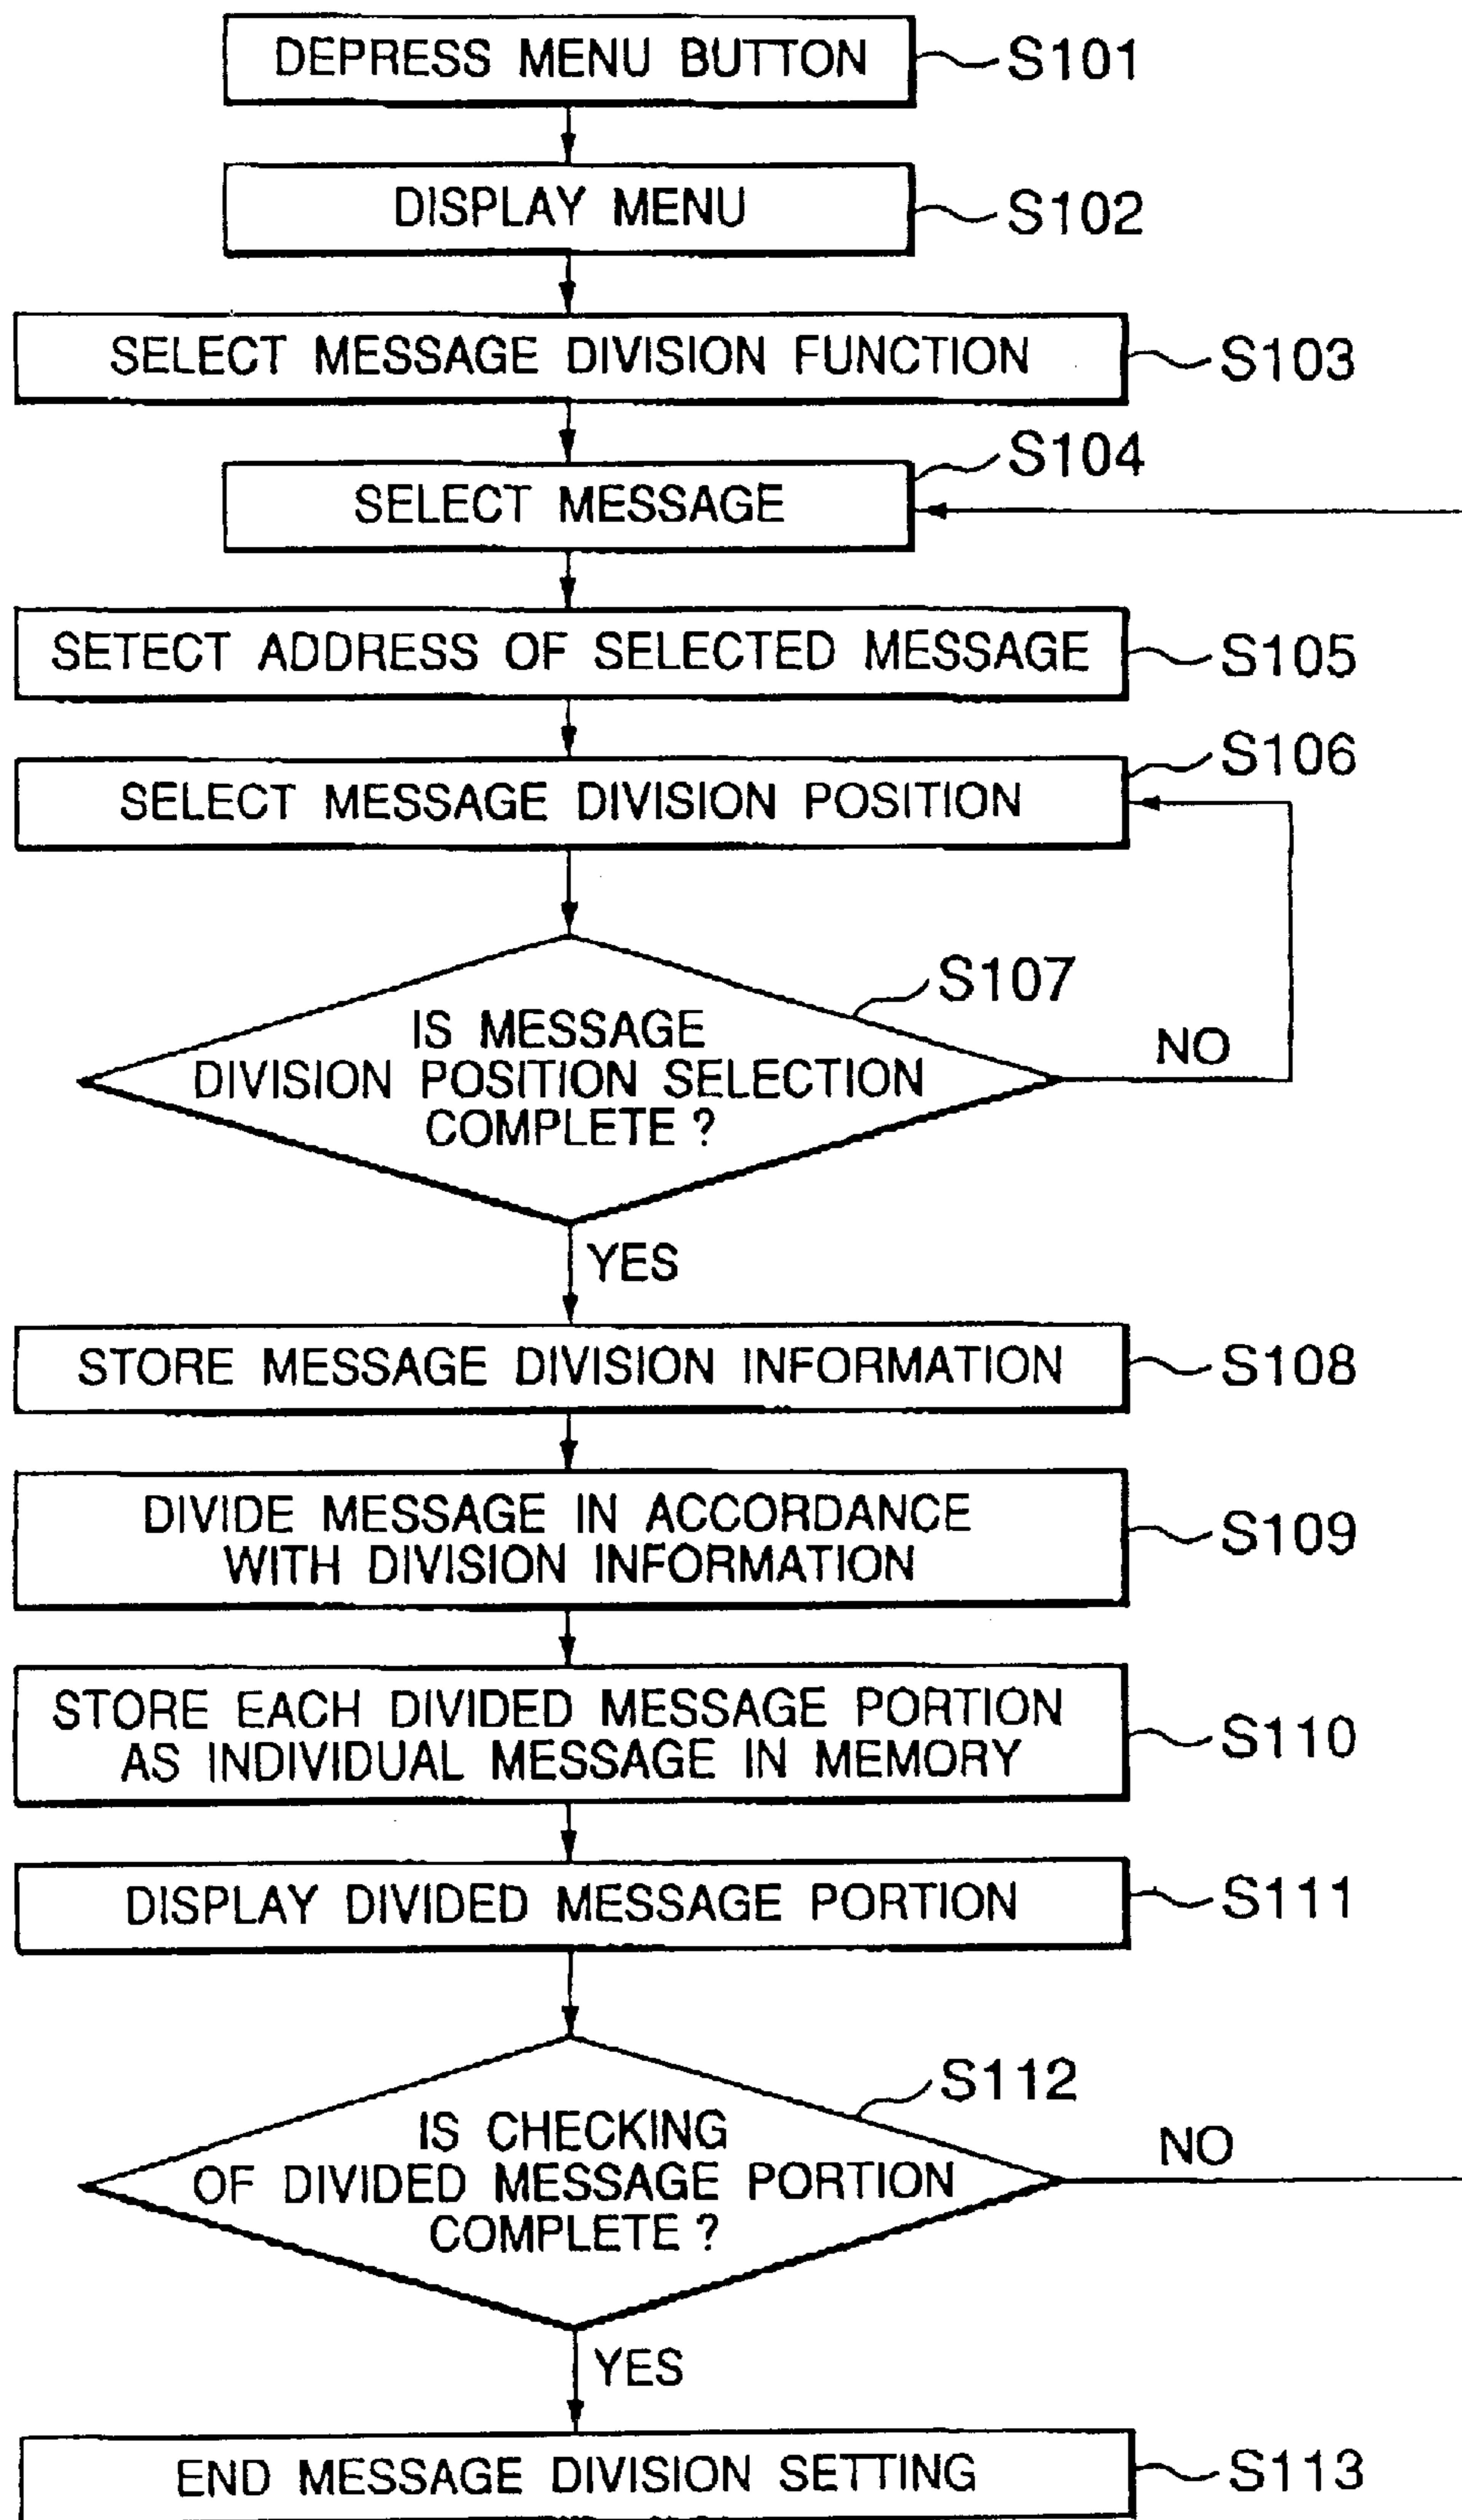 DEPRESS MENU BUTTON
S101
DISPLAY MENU
S102
SELECT MESSAGE DIVISION FUNCTION
S103
S104
SELECT MESSAGE
SETECT ADDRESS OF SELECTED MESSAGE
S105
S106
SELECT MESSAGE DIVISION POSITION
S107
IS MESSAGE
DIVISION POSITION SELECTION
COMPLETE ?
NO
YES
STORE MESSAGE DIVISION INFORMATION
S108
DIVIDE MESSAGE IN ACCORDANCE
WITH DIVISION INFORMATION
S109
STORE EACH DIVIDED MESSAGE PORTION
AS INDIVIDUAL MESSAGE IN MEMORY
S110
DISPLAY DIVIDED MESSAGE PORTION
S111
S112
IS CHECKING
OF DIVIDED MESSAGE PORTION
COMPLETE ?
NO
YES
END MESSAGE DIVISION SETTING
S113